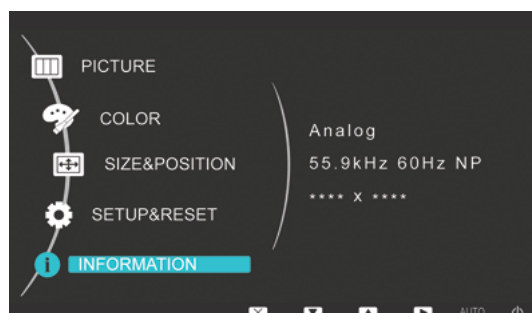 PICTURE
COLOR
SIZE&POSITION
SETUP&RESET
INFORMATION
Analog
55.9kHz 60Hz NP
**** X ****
AUTO